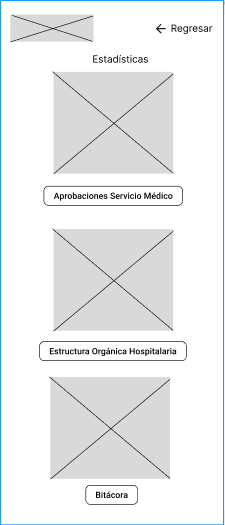 Regresar
Estadísticas
Aprobaciones Servicio Médico
Estructura Orgánica Hospitalaria
Bitácora